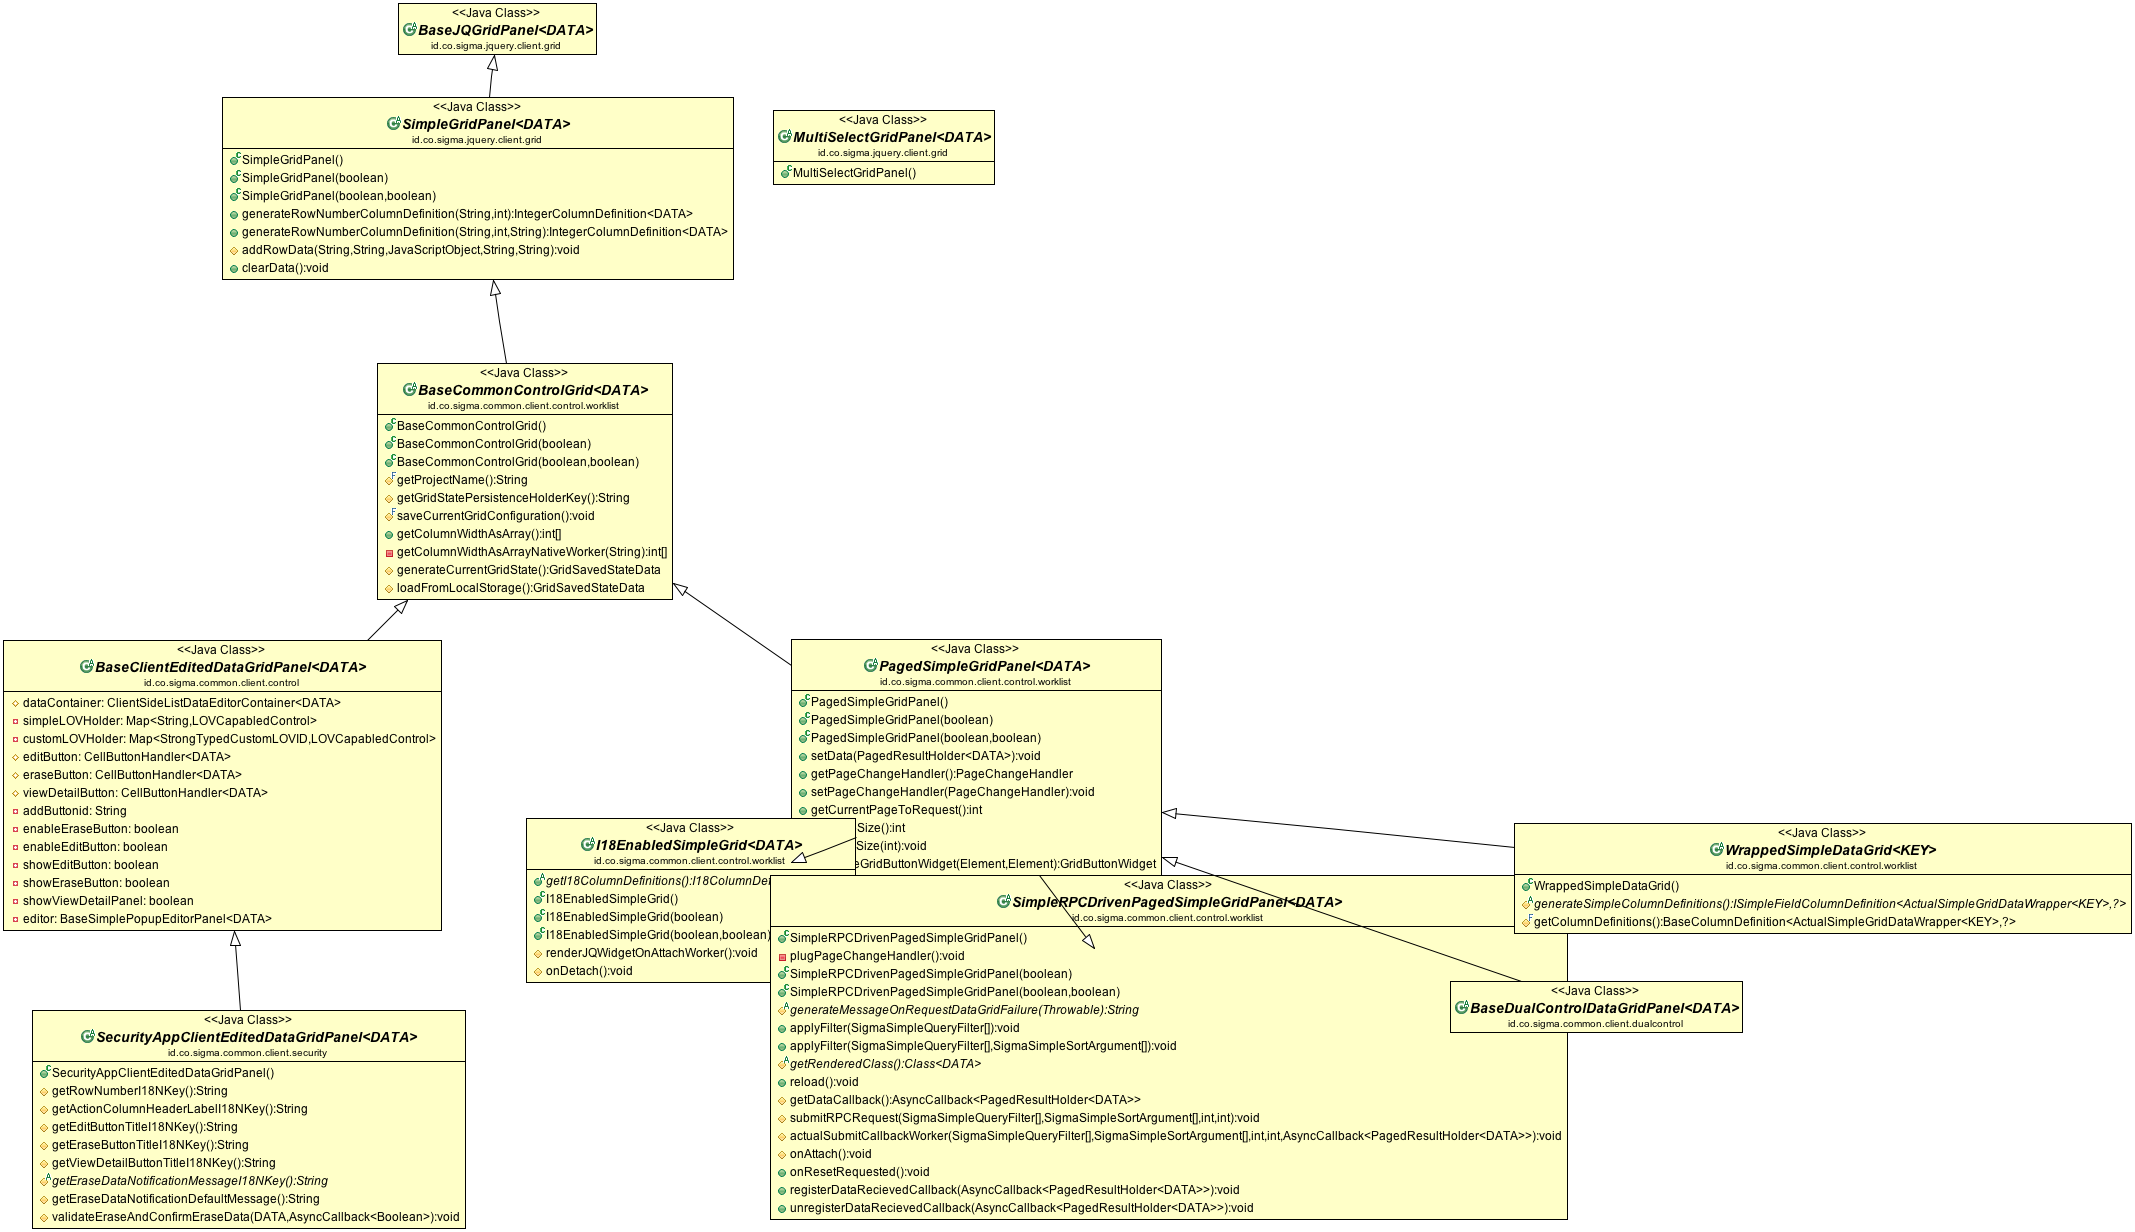 <<Java Class>>
BaseJQGridPanel<DATA>
id.co.sigma.jquery.client.grid
<<Java Class>>
SimpleGridPanel<DATA>
id.co.sigma.jquery.client.grid
SimpleGridPanel()
SimpleGridPanel(boolean)
SimpleGridPanel(boolean,boolean)
generateRowNumberColumnDefinition(String,int):IntegerColumnDefinition<DATA>
generateRowNumberColumnDefinition(String,int,String):IntegerColumnDefinition<DATA>
addRowData(String,String,JavaScriptObject,String,String):void
clearData():void
<<Java Class>>
MultiSelectGridPanel<DATA>
id.co.sigma.jquery.client.grid
MultiSelectGridPanel()
<<Java Class>>
BaseCommonControlGrid<DATA>
id.co.sigma.common.client.control.worklist
BaseCommonControlGrid()
BaseCommonControlGrid(boolean)
BaseCommonControlGrid(boolean,boolean)
getProjectName():String
getGridStatePersistenceHolderKey():String
saveCurrentGridConfiguration():void
getColumnWidthAsArray():int[]
getColumnWidthAsArrayNativeWorker(String):int[]
generateCurrentGridState():GridSavedStateData
loadFromLocalStorage():GridSavedStateData
<<Java Class>>
BaseClientEditedDataGridPanel<DATA>
id.co.sigma.common.client.control
dataContainer: ClientSideListDataEditorContainer<DATA>
simpleLOVHolder: Map<String,LOVCapabledControl>
customLOVHolder: Map<StrongTypedCustomLOVID,LOVCapabledControl>
editButton: CellButtonHandler<DATA>
eraseButton: CellButtonHandler<DATA>
viewDetailButton: CellButtonHandler<DATA>
addButtonid: String
enableEraseButton: boolean
enableEditButton: boolean
showEditButton: boolean
showEraseButton: boolean
showViewDetailPanel: boolean
editor: BaseSimplePopupEditorPanel<DATA>
<<Java Class>>
PagedSimpleGridPanel<DATA>
id.co.sigma.common.client.control.worklist
PagedSimpleGridPanel()
PagedSimpleGridPanel(boolean)
PagedSimpleGridPanel(boolean,boolean)
setData(PagedResultHolder<DATA>):void
getPageChangeHandler():PageChangeHandler
setPageChangeHandler(PageChangeHandler):void
getCurrentPageToRequest():int
Size():int
Size(int):void
eGridButtonWidget(Element,Element):GridButtonWidget
<<Java Class>>
I18EnabledSimpleGrid<DATA>
id.co.sigma.common.client.control.worklist
getI18ColumnDefinitions():I18ColumnDef
I18EnabledSimpleGrid()
I18EnabledSimpleGrid(boolean)
I18EnabledSimpleGrid(boolean,boolean)
renderJQWidgetOnAttachWorker():void
onDetach():void
<<Java Class>>
SimpleRPCDrivenPagedSimpleGridPanel<DATA>
id.co.sigma.common.client.control.worklist
SimpleRPCDrivenPagedSimpleGridPanel()
plugPageChangeHandler():void
SimpleRPCDrivenPagedSimpleGridPanel(boolean)
SimpleRPCDrivenPagedSimpleGridPanel(boolean,boolean)
generateMessageOnRequestDataGridFailure(Throwable):String
applyFilter(SigmaSimpleQueryFilter[]):void
applyFilter(SigmaSimpleQueryFilter[],SigmaSimpleSortArgument[]):void
getRenderedClass():Class<DATA>
reload():void
getDataCallback():AsyncCallback<PagedResultHolder<DATA>>
submitRPCRequest(SigmaSimpleQueryFilter[],SigmaSimpleSortArgument[],int,int):void
actualSubmitCallbackWorker(SigmaSimpleQueryFilter[],SigmaSimpleSortArgument[],int,int,AsyncCallback<PagedResultHolder<DATA>>):void
onAttach():void
onResetRequested():void
registerDataRecievedCallback(AsyncCallback<PagedResultHolder<DATA>>):void
unregisterDataRecievedCallback(AsyncCallback<PagedResultHolder<DATA>>):void
<<Java Class>>
WrappedSimpleDataGrid<KEY>
id.co.sigma.common.client.control.worklist
WrappedSimpleDataGrid()
generateSimpleColumnDefinitions():ISimpleFieldColumnDefinition<ActualSimpleGridDataWrapper<KEY>,?>
getColumnDefinitions():BaseColumnDefinition<ActualSimpleGridDataWrapper<KEY>,?>
<<Java Class>>
BaseDualControlDataGridPanel<DATA>
id.co.sigma.common.client.dualcontrol
<<Java Class>>
SecurityAppClientEditedDataGridPanel<DATA>
id.co.sigma.common.client.security
SecurityAppClientEditedDataGridPanel()
getRowNumberI18NKey():String
getActionColumnHeaderLabelI18NKey():String
getEditButtonTitleI18NKey():String
getEraseButtonTitleI18NKey():String
getViewDetailButtonTitleI18NKey():String
getEraseDataNotificationMessageI18NKey():String
getEraseDataNotificationDefaultMessage():String
validateEraseAndConfirmEraseData(DATA,AsyncCallback<Boolean>):void